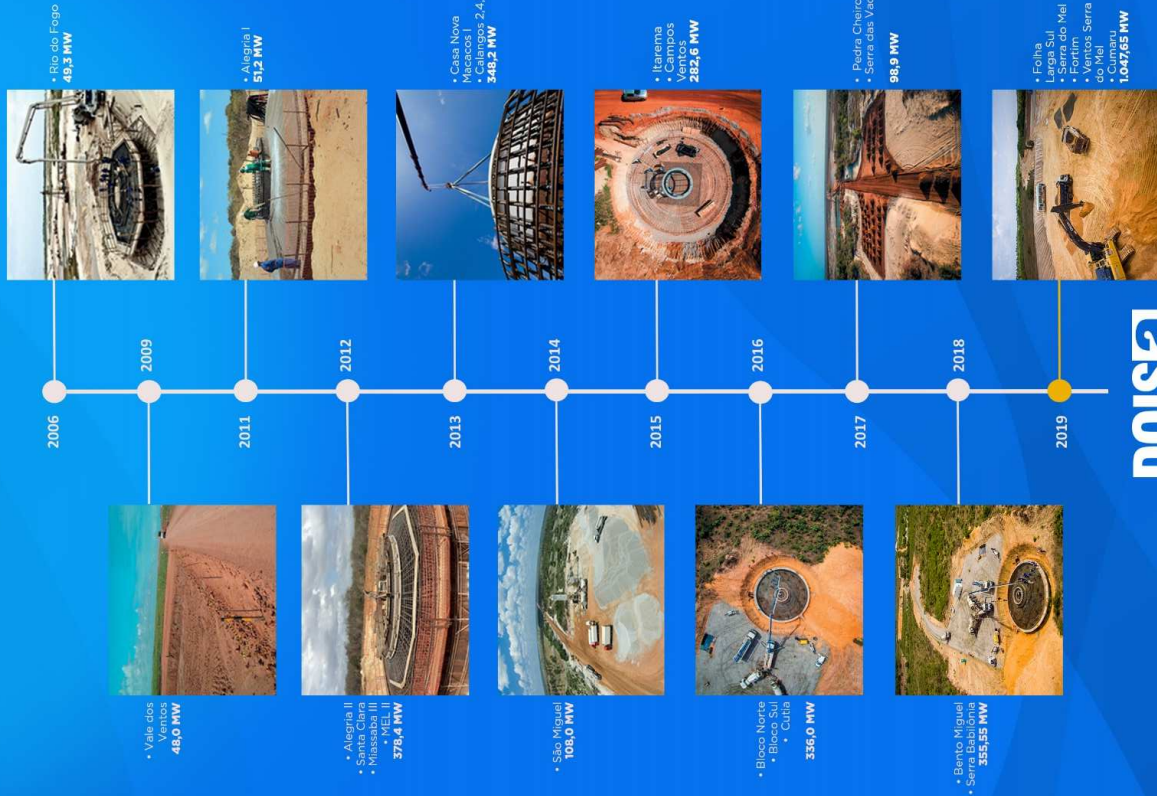 2006
• Rio do Fogo
49,3 MW
2009
• Vale dos
Ventos
48,0 MW
2011
• Alegria I
51,2 MW
2012
• Alegria II
• Santa Clara
• Miassaba III
• MEL II
378,4 MW
2013
• Casa Nova
Macacos I
• Calangos 2,4,
348,2 MW
2014
• São Miguel
108,0 MW
2015
• Itarema
• Campos
Ventos
282,6 MW
2016
• Bloco Norte
• Bloco Sul
• Cutia
336,0 MW
2017
• Pedra Cheiro
• Serra das Vac
98,9 MW
2018
• Bento Miguel
• Serra Babilônia
355,55 MW
2019
• Folha
Larga Sul
• Serra do Mel
• Fortim
• Ventos Serra
do Mel
• Cumaru
1.047,65 MW